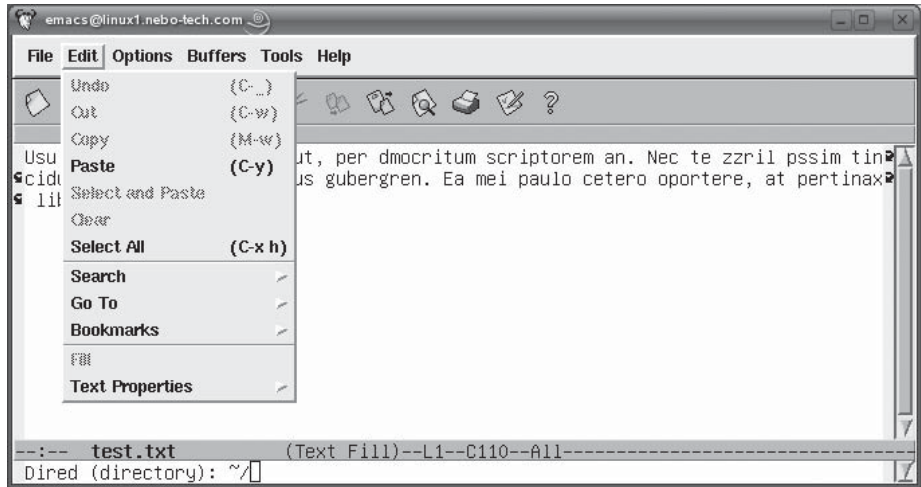 emacs@linux1.nebo-tech.com
File Edit Options Buffers Tools Help
Undo (C-_)
Cut (C-w)
Copy (M-w)
Paste (C-y)
Select and Paste
Clear
Select All (C-x h)
Search
Go To
Bookmarks
Fill
Text Properties
Usu ut, per dmocritum scriptorem an. Nec te zzril pssim tin
cidu us gubergren. Ea mei paulo cetero oportere, at pertinax
lib
--:-- test.txt (Text Fill)--L1--C110--All----------------------------------
Dired (directory): ~/